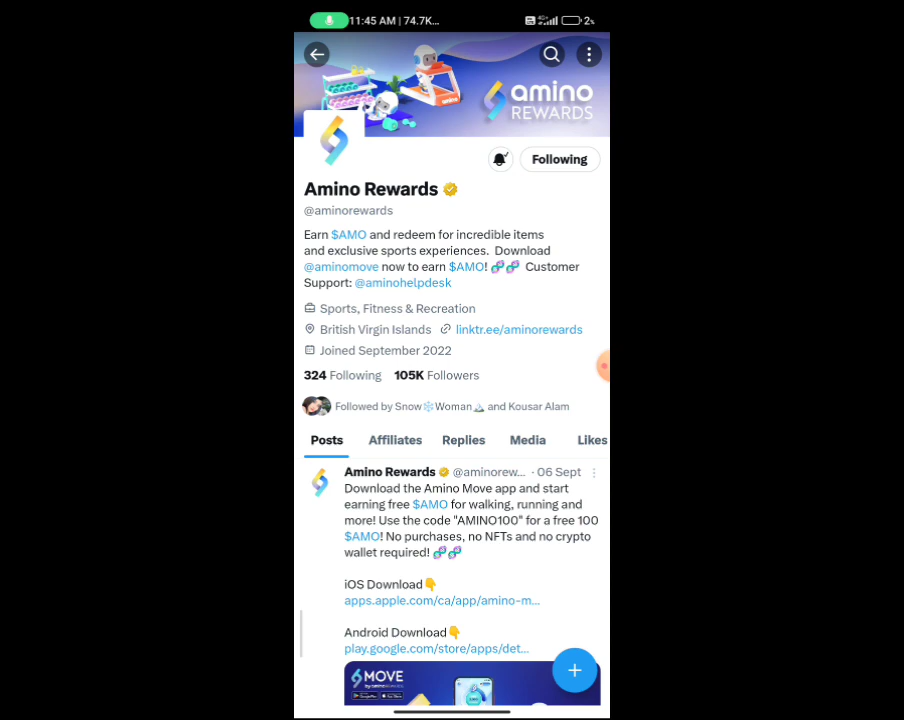 11:45 AM | 74.7K...
2%
amino
REWARDS
Following
Amino Rewards
@aminorewards
Earn $AMO and redeem for incredible items
and exclusive sports experiences. Download
@aminomove now to earn $AMO! 🧬🧬 Customer
Support: @aminohelpdesk
Sports, Fitness & Recreation
British Virgin Islands linktr.ee/aminorewards
Joined September 2022
324 Following 105K Followers
Followed by Snow❄️Woman🏔️ and Kousar Alam
Posts Affiliates Replies Media Likes
Amino Rewards @aminorew... · 06 Sept
Download the Amino Move app and start
earning free $AMO for walking, running and
more! Use the code "AMINO100" for a free 100
$AMO! No purchases, no NFTs and no crypto
wallet required! 🧬🧬
iOS Download👇
apps.apple.com/ca/app/amino-m...
Android Download👇
play.google.com/store/apps/det...
MOVE